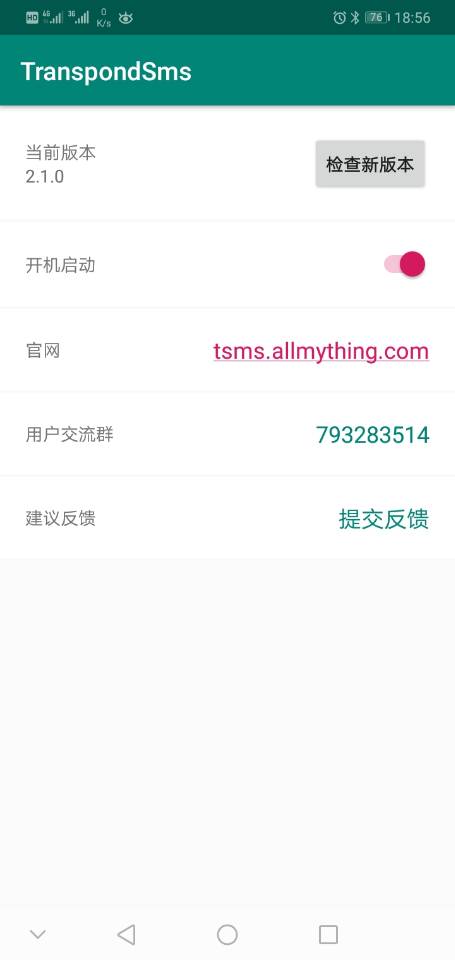 HD 4G 3G 0 K/s 76 18:56
TranspondSms
当前版本
2.1.0
检查新版本
开机启动
官网
tsms.allmything.com
用户交流群
793283514
建议反馈
提交反馈